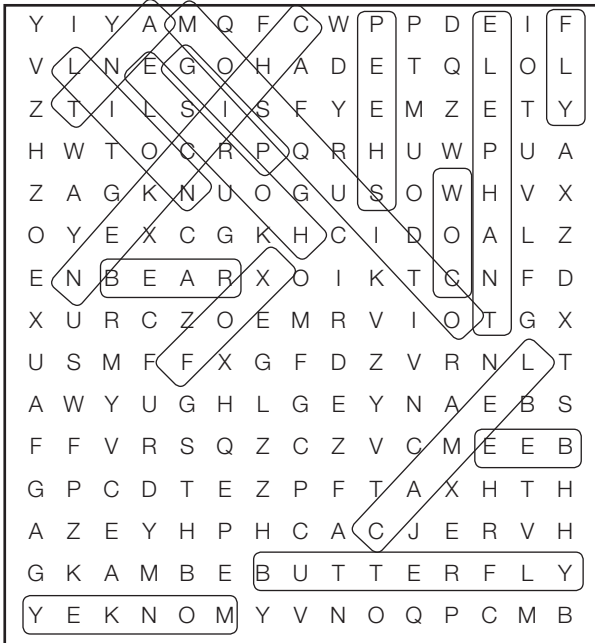 Y I Y A M Q F C W P P D E I F
V L N E G O H A D E T Q L O L
Z T I L S I S F Y E M Z E T Y
H W T O C R P Q R H U W P U A
Z A G K N U O G U S O W H V X
O Y E X C G K H C I D O A L Z
E N B E A R X O I K T C N F D
X U R C Z O E M R V I O T G X
U S M F F X G F D Z V R N L T
A W Y U G H L G E Y N A E B S
F F V R S Q Z C Z V C M E E B
G P C D T E Z P F T A X H T H
A Z E Y H P H C A C J E R V H
G K A M B E B U T T E R F L Y
Y E K N O M Y V N O Q P C M B